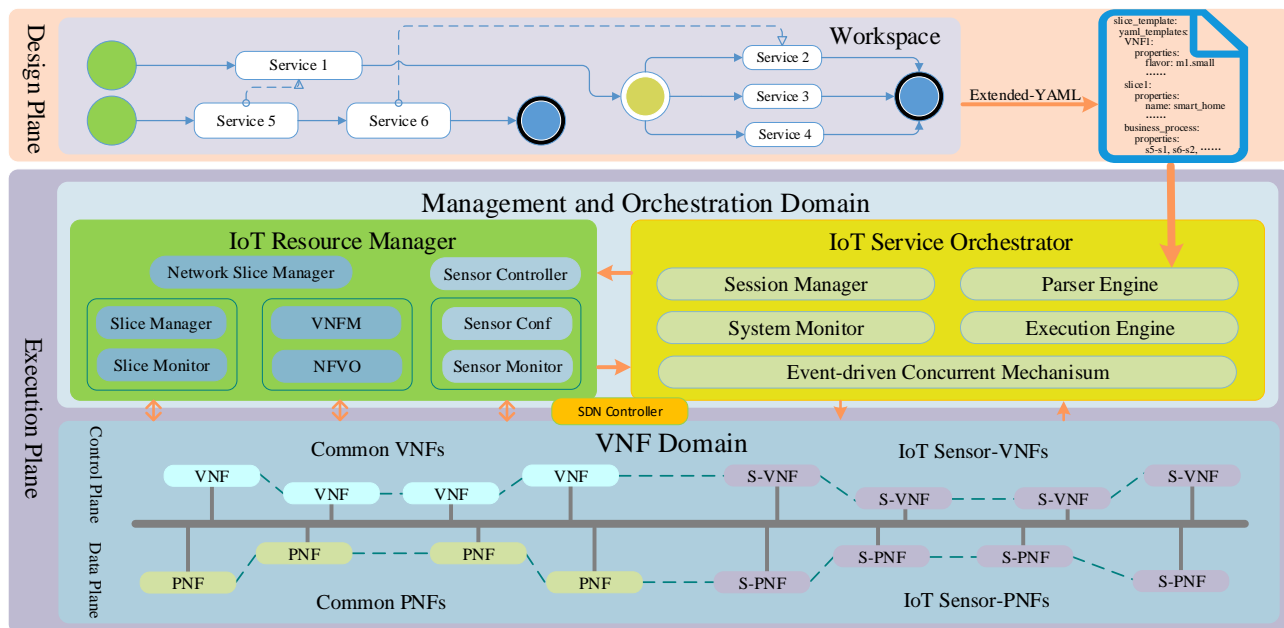 Design Plane
Workspace
Service 1
Service 2
Service 3
Service 4
Service 5
Service 6
Extended-YAML
slice_template:
yaml_templates:
VNF1:
properties:
flavor: m1.small
......
slice1:
properties:
name: smart_home
......
business_process:
properties:
s5-s1, s6-s2, ......
Execution Plane
Management and Orchestration Domain
IoT Resource Manager
Network Slice Manager
Sensor Controller
Slice Manager
VNFM
Sensor Conf
Slice Monitor
NFVO
Sensor Monitor
IoT Service Orchestrator
Session Manager
Parser Engine
System Monitor
Execution Engine
Event-driven Concurrent Mechanisum
SDN Controller
VNF Domain
Control Plane
Common VNFs
IoT Sensor-VNFs
VNF
VNF
VNF
VNF
S-VNF
S-VNF
S-VNF
S-VNF
Data Plane
PNF
PNF
PNF
PNF
S-PNF
S-PNF
S-PNF
S-PNF
Common PNFs
IoT Sensor-PNFs